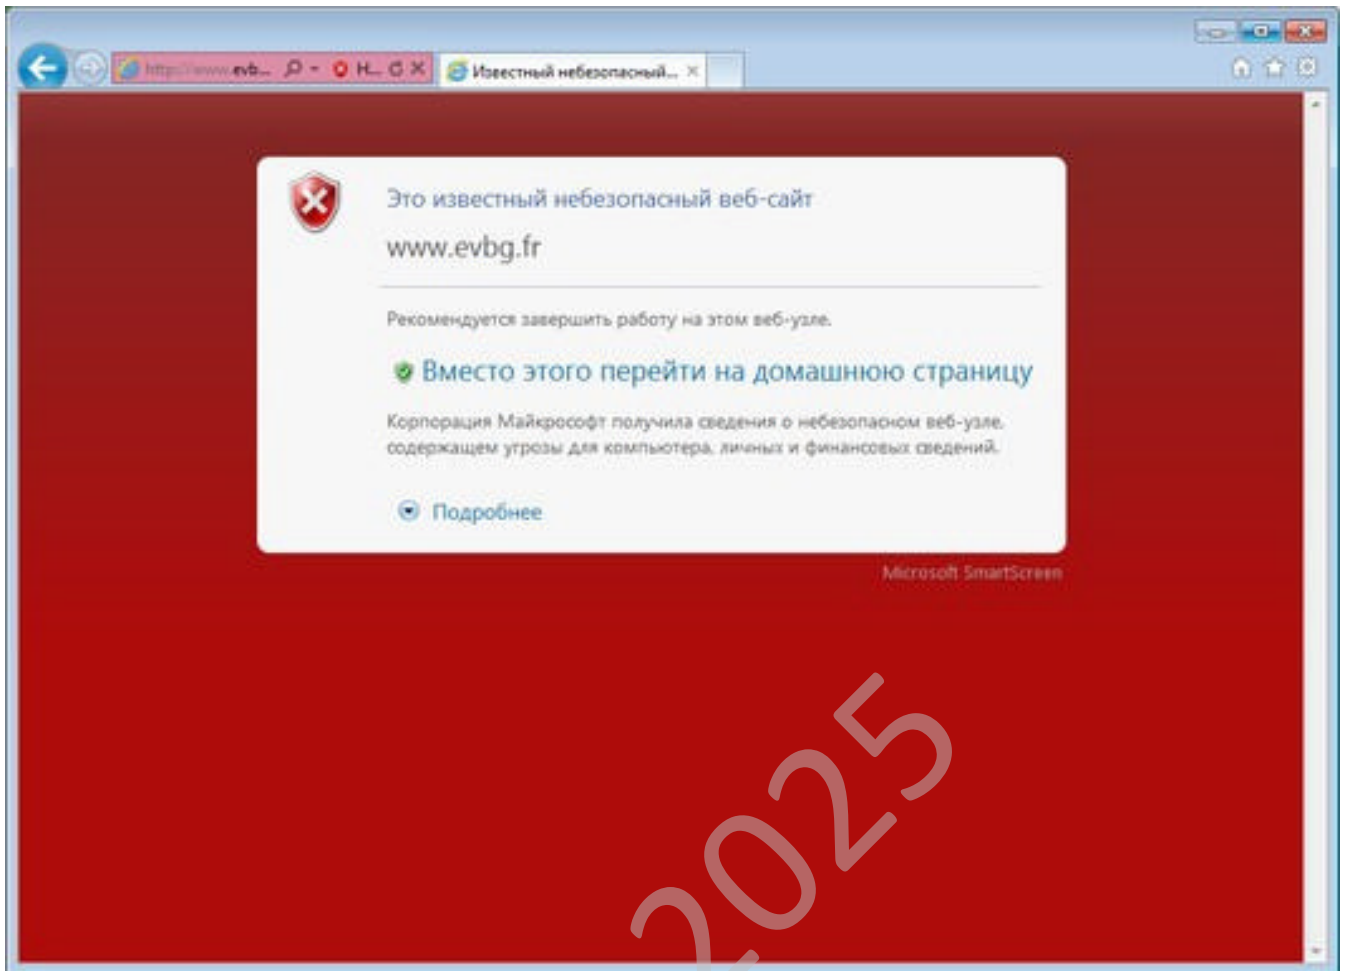 http://www.evb...
Н...
Известный небезопасный...
Это известный небезопасный веб-сайт
www.evbg.fr
Рекомендуется завершить работу на этом веб-узле.
Вместо этого перейти на домашнюю страницу
Корпорация Майкрософт получила сведения о небезопасном веб-узле,
содержащем угрозы для компьютера, личных и финансовых сведений.
Подробнее
Microsoft SmartScreen
2025